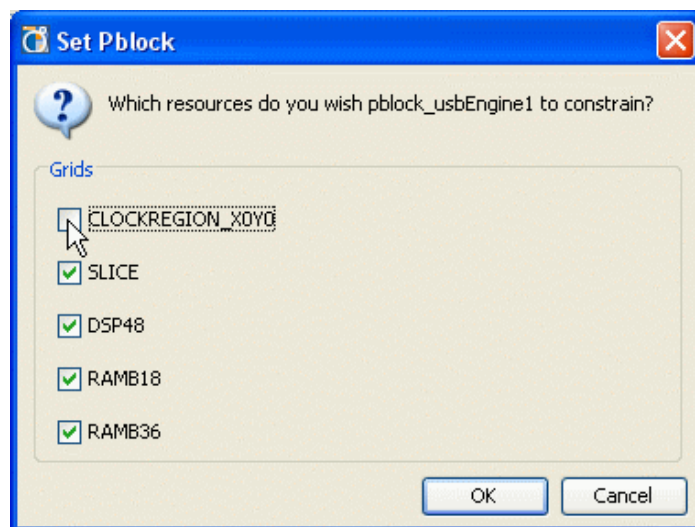 Set Pblock
Which resources do you wish pblock_usbEngine1 to constrain?
Grids
CLOCKREGION_X0Y0
SLICE
DSP48
RAMB18
RAMB36
OK
Cancel